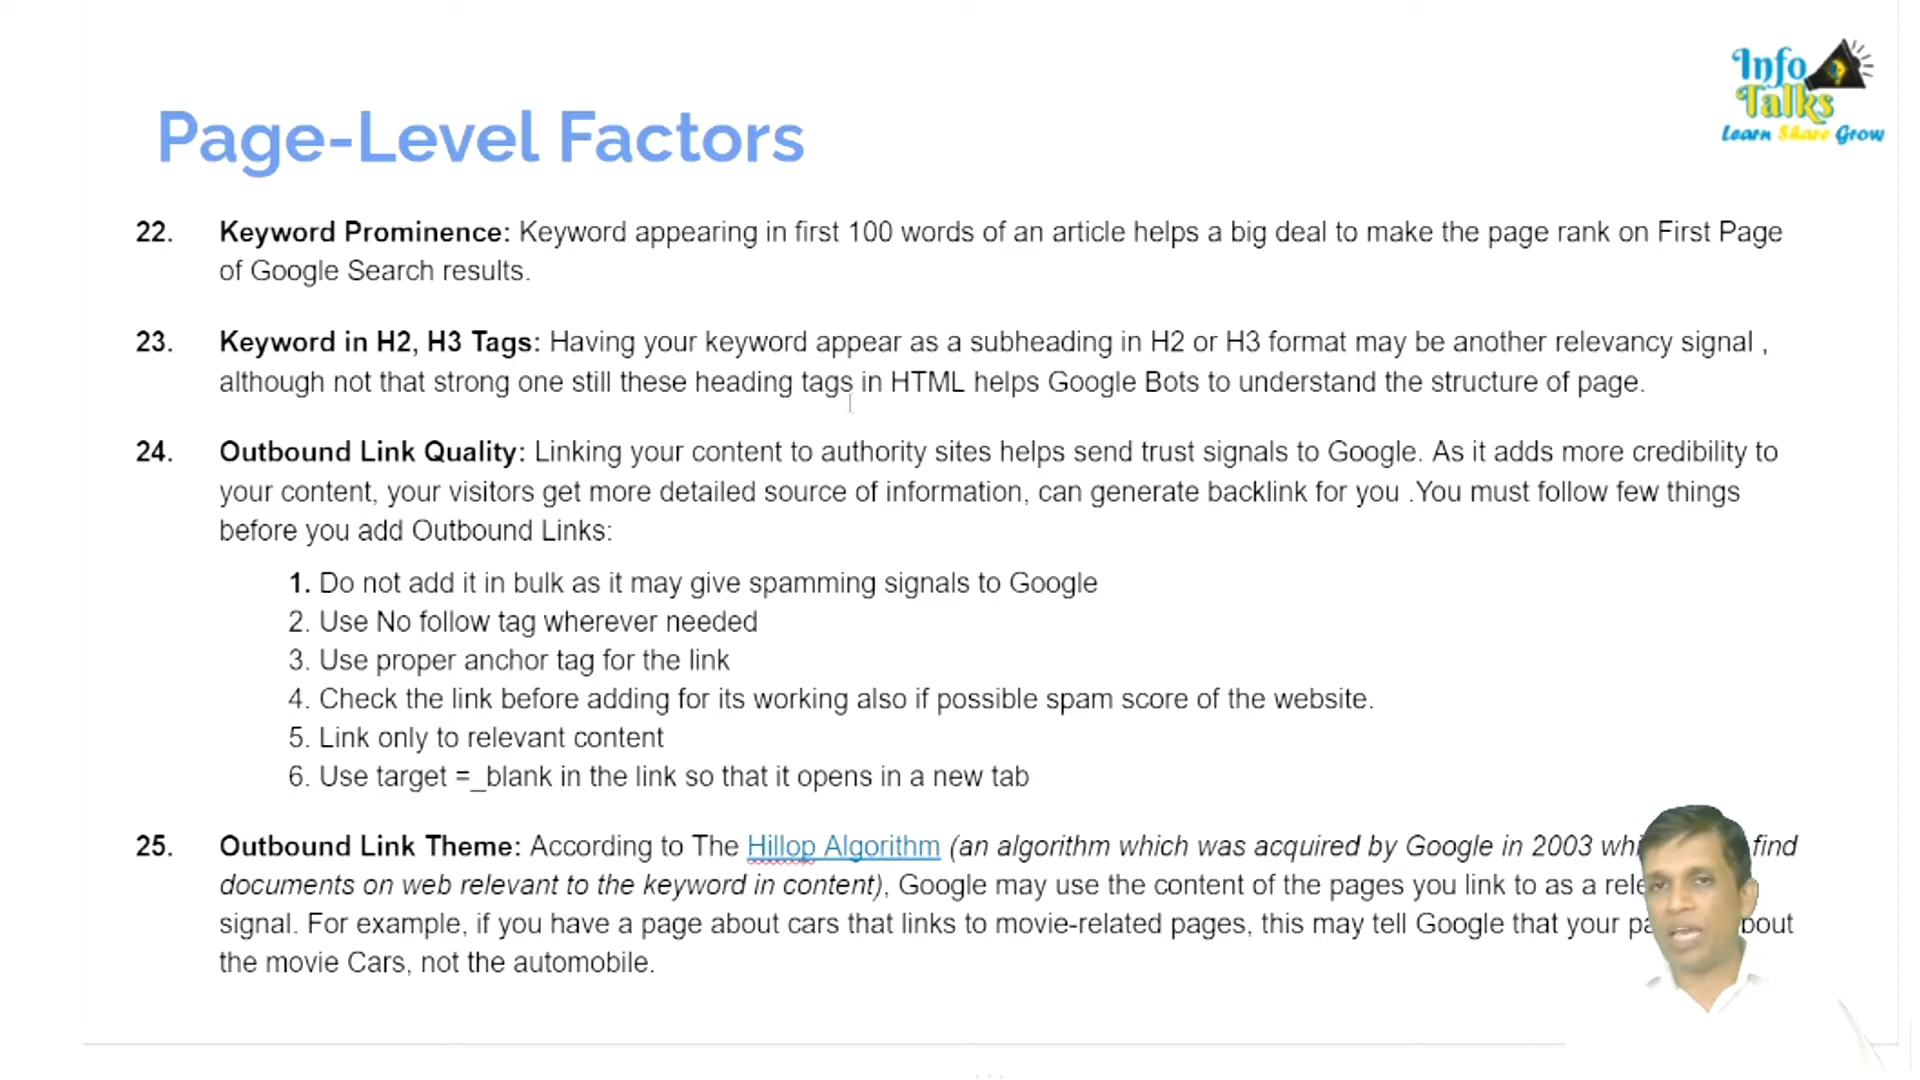 Info
Talks
Learn Share Grow
Page-Level Factors
22. Keyword Prominence: Keyword appearing in first 100 words of an article helps a big deal to make the page rank on First Page
of Google Search results.
23. Keyword in H2, H3 Tags: Having your keyword appear as a subheading in H2 or H3 format may be another relevancy signal ,
although not that strong one still these heading tags in HTML helps Google Bots to understand the structure of page.
24. Outbound Link Quality: Linking your content to authority sites helps send trust signals to Google. As it adds more credibility to
your content, your visitors get more detailed source of information, can generate backlink for you .You must follow few things
before you add Outbound Links:
1. Do not add it in bulk as it may give spamming signals to Google
2. Use No follow tag wherever needed
3. Use proper anchor tag for the link
4. Check the link before adding for its working also if possible spam score of the website.
5. Link only to relevant content
6. Use target =_blank in the link so that it opens in a new tab
25. Outbound Link Theme: According to The Hillop Algorithm (an algorithm which was acquired by Google in 2003 find
documents on web relevant to the keyword in content), Google may use the content of the pages you link to as a
signal. For example, if you have a page about cars that links to movie-related pages, this may tell Google that your
the movie Cars, not the automobile.